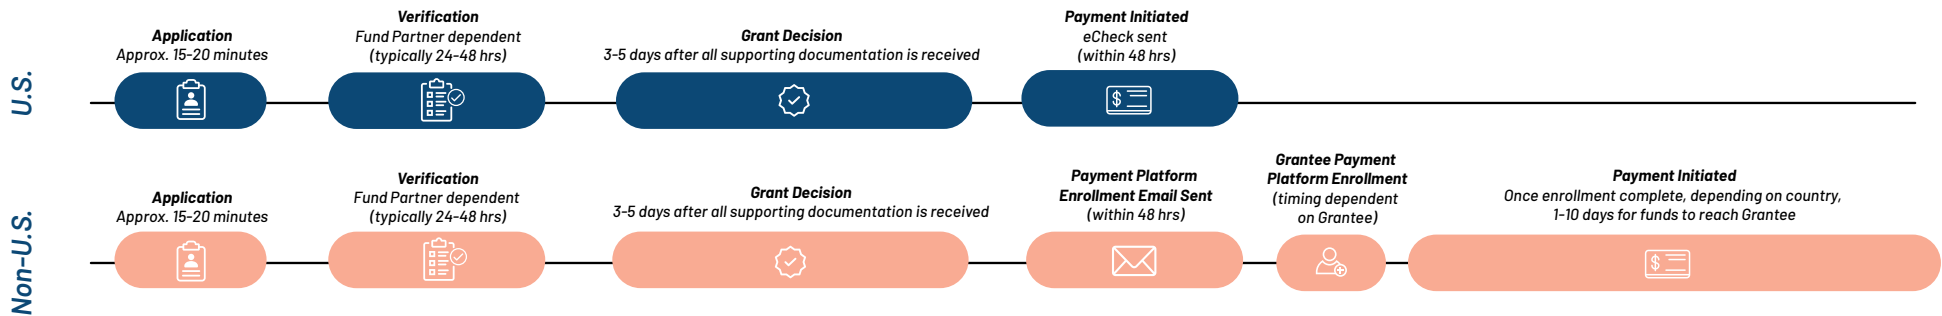 U.S.
Application
Approx. 15-20 minutes
Verification
Fund Partner dependent
(typically 24-48 hrs)
Grant Decision
3-5 days after all supporting documentation is received
Payment Initiated
eCheck sent
(within 48 hrs)
$
Non-U.S.
Application
Approx. 15-20 minutes
Verification
Fund Partner dependent
(typically 24-48 hrs)
Grant Decision
3-5 days after all supporting documentation is received
Payment Platform
Enrollment Email Sent
(within 48 hrs)
Grantee Payment
Platform Enrollment
(timing dependent
on Grantee)
Payment Initiated
Once enrollment complete, depending on country,
1-10 days for funds to reach Grantee
$